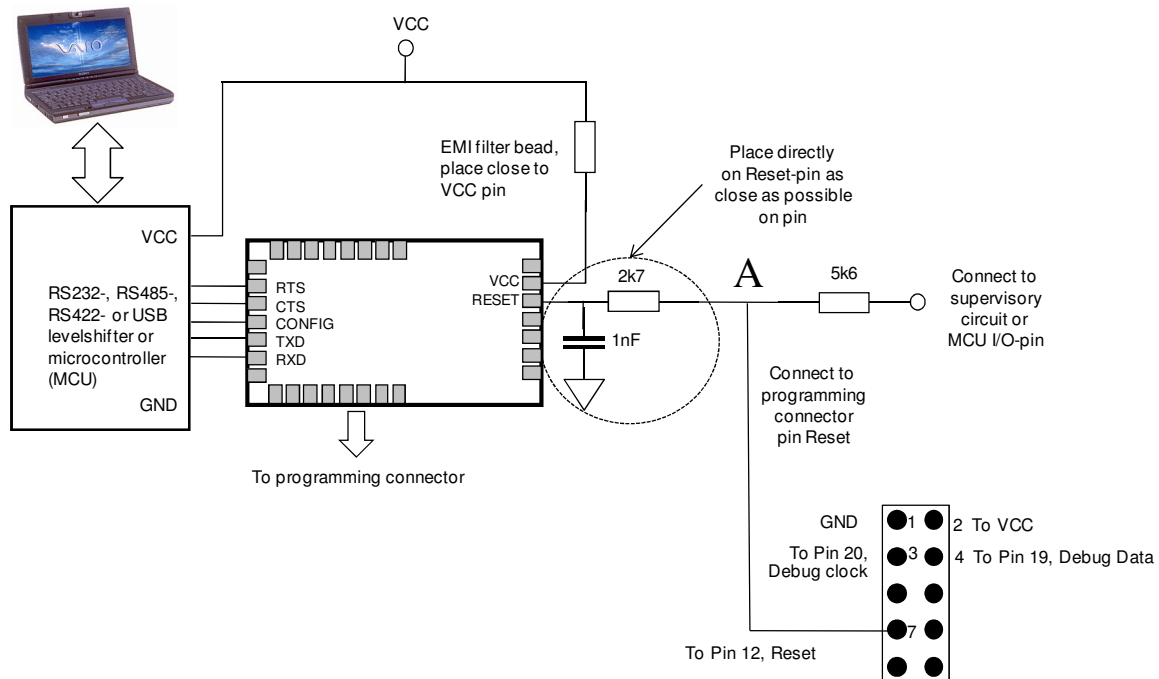 VCC
VAIO
EMI filter bead,
place close to
VCC pin
Place directly
on Reset-pin as
close as possible
on pin
VCC
RS232-, RS485-,
RS422- or USB
levelshifter or
microcontroller
(MCU)
GND
RTS
CTS
CONFIG
TXD
RXD
VCC
RESET
2k7
1nF
A
5k6
Connect to
supervisory
circuit or
MCU I/O-pin
Connect to
programming
connector
pin Reset
To programming connector
GND
1
2 To VCC
To Pin 20,
Debug clock
3
4 To Pin 19, Debug Data
7
To Pin 12, Reset